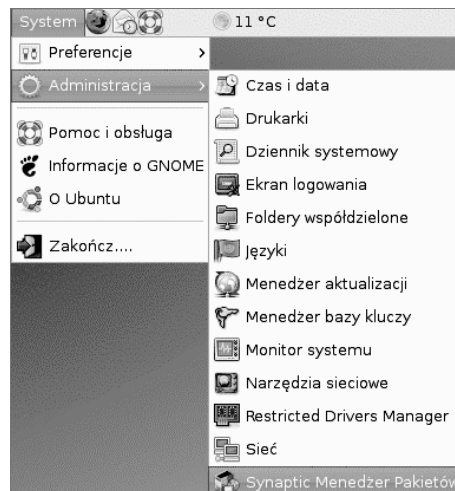 System 11 °C
Preferencje
Administracja
Pomoc i obsługa
Informacje o GNOME
O Ubuntu
Zakończ....
Czas i data
Drukarki
Dziennik systemowy
Ekran logowania
Foldery współdzielone
Języki
Menedżer aktualizacji
Menedżer bazy kluczy
Monitor systemu
Narzędzia sieciowe
Restricted Drivers Manager
Sieć
Synaptic Menedżer Pakietów